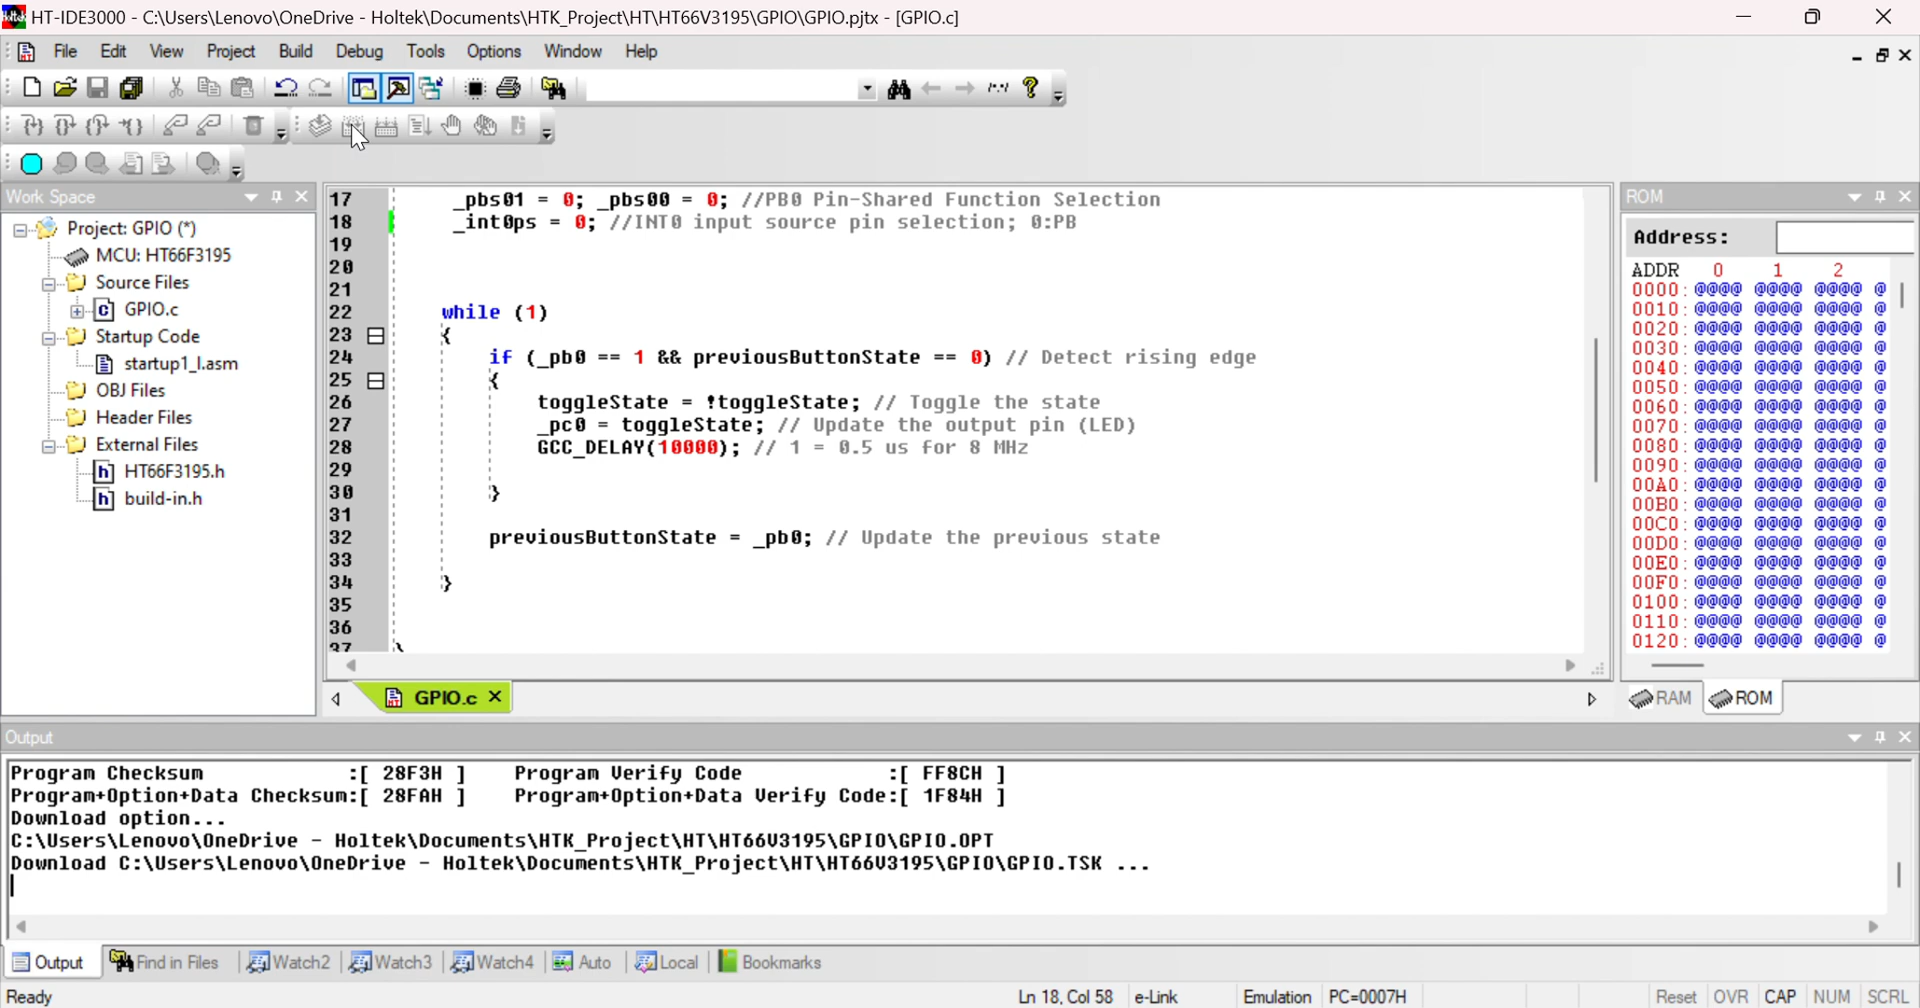 HT-IDE3000 - C:\Users\Lenovo\OneDrive - Holtek\Documents\HTK_Project\HT\HT66V3195\GPIO\GPIO.pjtx - [GPIO.c]
File Edit View Project Build Debug Tools Options Window Help
Work Space
Project: GPIO (*)
MCU: HT66F3195
Source Files
GPIO.c
Startup Code
startup1_l.asm
OBJ Files
Header Files
External Files
HT66F3195.h
build-in.h
17 _pbs01 = 0; _pbs00 = 0; //PB0 Pin-Shared Function Selection
18 _int0ps = 0; //INT0 input source pin selection; 0:PB
19
20
21
22 while (1)
23 {
24 if (_pb0 == 1 && previousButtonState == 0) // Detect rising edge
25 {
26 toggleState = !toggleState; // Toggle the state
27 _pc0 = toggleState; // Update the output pin (LED)
28 GCC_DELAY(10000); // 1 = 0.5 us for 8 MHz
29
30 }
31
32 previousButtonState = _pb0; // Update the previous state
33
34 }
35
36
37 }
GPIO.c
ROM
Address:
ADDR 0 1 2
0000: @@@@ @@@@ @@@@ @
0010: @@@@ @@@@ @@@@ @
0020: @@@@ @@@@ @@@@ @
0030: @@@@ @@@@ @@@@ @
0040: @@@@ @@@@ @@@@ @
0050: @@@@ @@@@ @@@@ @
0060: @@@@ @@@@ @@@@ @
0070: @@@@ @@@@ @@@@ @
0080: @@@@ @@@@ @@@@ @
0090: @@@@ @@@@ @@@@ @
00A0: @@@@ @@@@ @@@@ @
00B0: @@@@ @@@@ @@@@ @
00C0: @@@@ @@@@ @@@@ @
00D0: @@@@ @@@@ @@@@ @
00E0: @@@@ @@@@ @@@@ @
00F0: @@@@ @@@@ @@@@ @
0100: @@@@ @@@@ @@@@ @
0110: @@@@ @@@@ @@@@ @
0120: @@@@ @@@@ @@@@ @
RAM ROM
Output
Program Checksum :[ 28F3H ] Program Verify Code :[ FF8CH ]
Program+Option+Data Checksum:[ 28FAH ] Program+Option+Data Verify Code:[ 1F84H ]
Download option...
C:\Users\Lenovo\OneDrive - Holtek\Documents\HTK_Project\HT\HT66V3195\GPIO\GPIO.OPT
Download C:\Users\Lenovo\OneDrive - Holtek\Documents\HTK_Project\HT\HT66V3195\GPIO\GPIO.TSK ...
Output Find in Files Watch2 Watch3 Watch4 Auto Local Bookmarks
Ready Ln 18, Col 58 e-Link Emulation PC=0007H Reset OVR CAP NUM SCRL